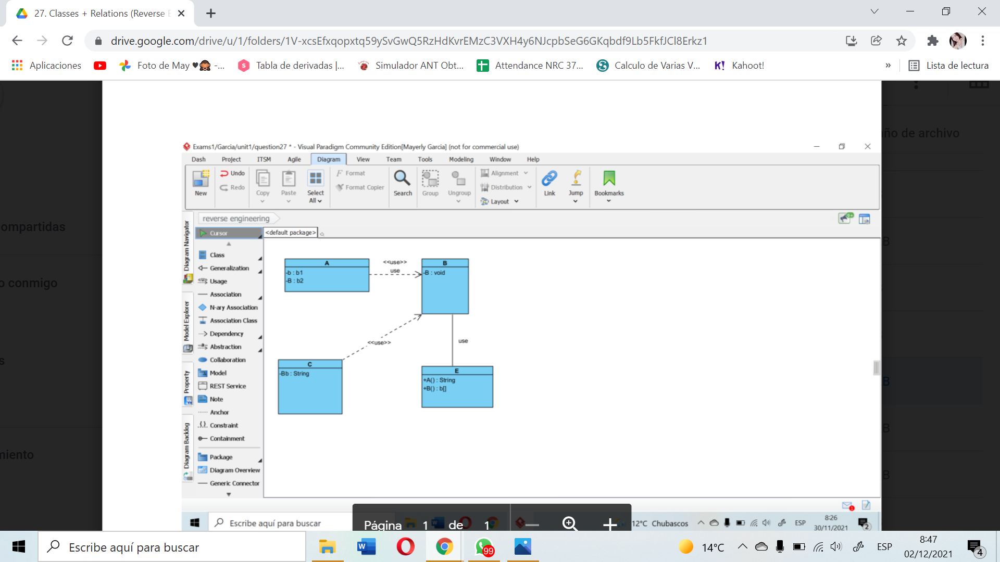 27. Classes + Relations (Reverse E
drive.google.com/drive/u/1/folders/1V-xcsEfxqopxtq59ySvGwQ5RzHdKvrEMzC3VXH4y6NJcpbSeG6GKqbdf9Lb5FkfJCl8Erkz1
Aplicaciones
Foto de May ♥🙈 -...
Tabla de derivadas |...
Simulador ANT Obt...
Attendance NRC 37...
Calculo de Varias V...
Kahoot!
»
Lista de lectura
ño de archivo
ompartidas
o conmigo
s
miento
B
B
B
B
Exams1/Garcia/unit1/question27 * - Visual Paradigm Community Edition[Mayerly Garcia] (not for commercial use)
Dash Project ITSM Agile Diagram View Team Tools Modeling Window Help
New
Undo
Redo
Copy
Paste
Select
All
Format
Format Copier
Search
Group
Ungroup
Alignment
Distribution
Layout
Link
Jump
Bookmarks
reverse engineering
Diagram Navigator
Model Explorer
Property
Diagram Backlog
Cursor
Class
Generalization
Usage
Association
N-ary Association
Association Class
Dependency
Abstraction
Collaboration
Model
REST Service
Note
Anchor
Constraint
Containment
Package
Diagram Overview
Generic Connector
<default package>
A
-b : b1
-B : b2
<<use>>
use
B
-B : void
<<use>>
use
C
-Bb : String
E
+A() : String
+B() : b[]
Escribe aquí para buscar
Página 1 de 1
12°C Chubascos
ESP
8:26
30/11/2021
2
Escribe aquí para buscar
99
14°C
ESP
8:47
02/12/2021
4